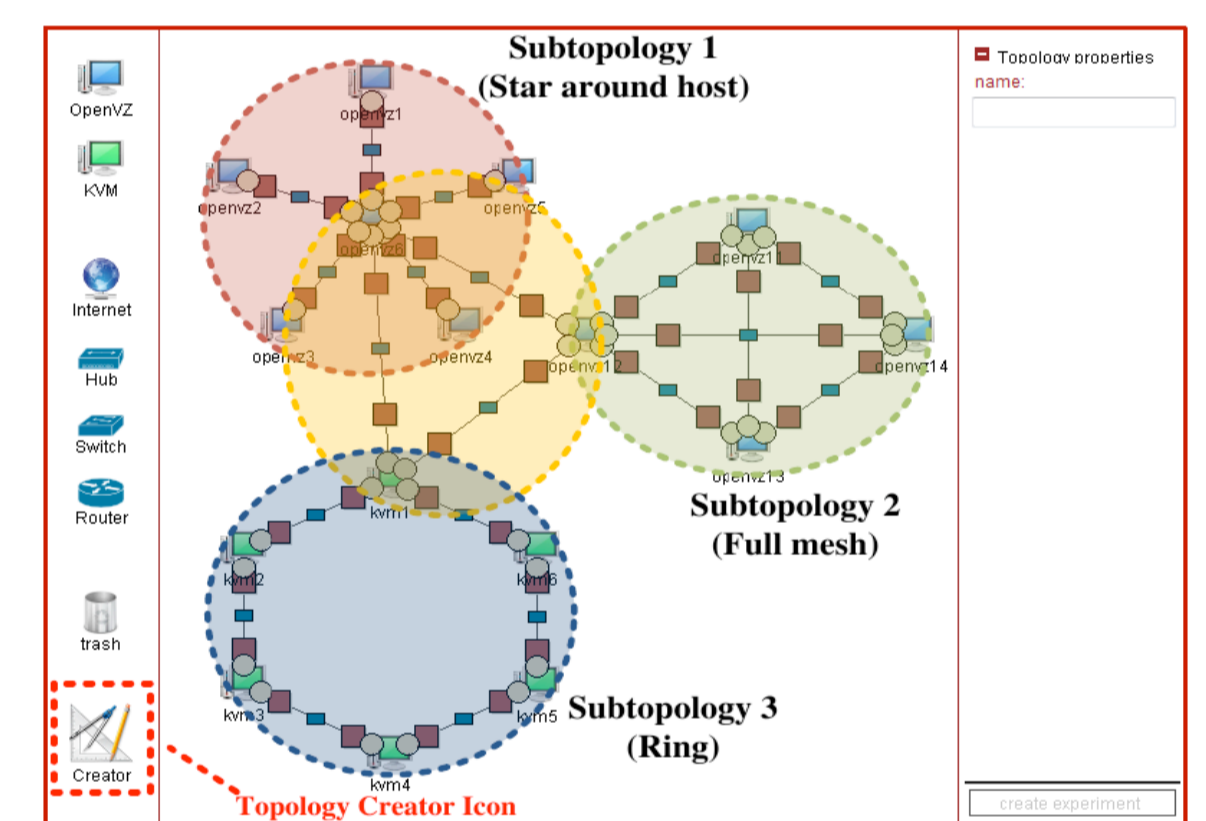 Subtopology 1
(Star around host)
Topology properties
name:
OpenVZ
KVM
Internet
Hub
Switch
Router
trash
Creator
openvz1
openvz2
openvz5
openvz6
openvz3
openvz4
openvz11
openvz12
openvz14
openvz13
Subtopology 2
(Full mesh)
kvm1
kvm2
kvm6
kvm3
kvm5
kvm4
Subtopology 3
(Ring)
Topology Creator Icon
create experiment